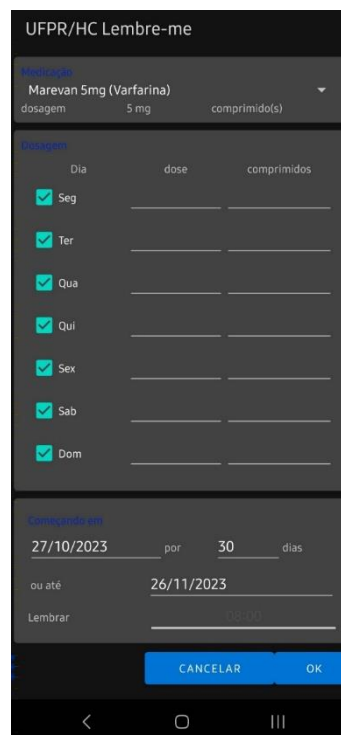 UFPR/HC Lembre-me
Medicação
Marevan 5mg (Varfarina)
dosagem 5 mg comprimido(s)
Dosagem
Dia dose comprimidos
Seg
Ter
Qua
Qui
Sex
Sab
Dom
Começando em
27/10/2023 por 30 dias
ou até 26/11/2023
Lembrar 08:00
CANCELAR OK